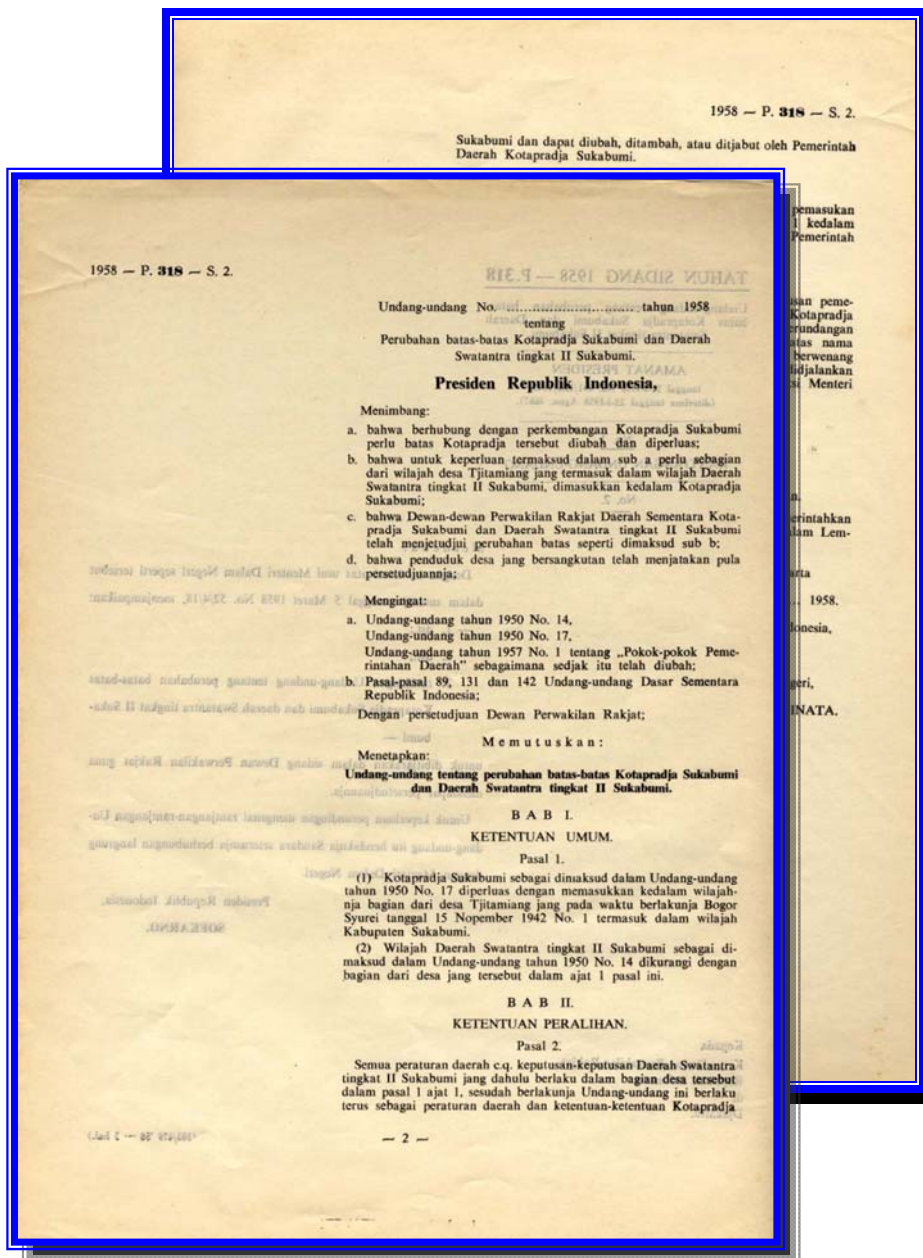 1958 — P. 318 — S. 2.
Undang-undang No. ................................ tahun 1958
tentang
Perubahan batas-batas Kotapradja Sukabumi dan Daerah
Swatantra tingkat II Sukabumi.
Presiden Republik Indonesia,
Menimbang:
a. bahwa berhubung dengan perkembangan Kotapradja Sukabumi
perlu batas Kotapradja tersebut diubah dan diperluas;
b. bahwa untuk keperluan termaksud dalam sub a perlu sebagian
dari wilajah desa Tjitamiang jang termasuk dalam wilajah Daerah
Swatantra tingkat II Sukabumi, dimasukkan kedalam Kotapradja
Sukabumi;
c. bahwa Dewan-dewan Perwakilan Rakjat Daerah Sementara Kota-
pradja Sukabumi dan Daerah Swatantra tingkat II Sukabumi
telah menjetudjui perubahan batas seperti dimaksud sub b;
d. bahwa penduduk desa jang bersangkutan telah menjatakan pula
persetudjuannja;
Mengingat:
a. Undang-undang tahun 1950 No. 14,
Undang-undang tahun 1950 No. 17,
Undang-undang tahun 1957 No. 1 tentang „Pokok-pokok Peme-
rintahan Daerah" sebagaimana sedjak itu telah diubah;
b. Pasal-pasal 89, 131 dan 142 Undang-undang Dasar Sementara
Republik Indonesia;
Dengan persetudjuan Dewan Perwakilan Rakjat;
Memutuskan:
Menetapkan:
Undang-undang tentang perubahan batas-batas Kotapradja Sukabumi
dan Daerah Swatantra tingkat II Sukabumi.
BAB I.
KETENTUAN UMUM.
Pasal 1.
(1) Kotapradja Sukabumi sebagai dimaksud dalam Undang-undang
tahun 1950 No. 17 diperluas dengan memasukkan kedalam wilajah-
nja bagian dari desa Tjitamiang jang pada waktu berlakunja Bogor
Syurei tanggal 15 Nopember 1942 No. 1 termasuk dalam wilajah
Kabupaten Sukabumi.
(2) Wilajah Daerah Swatantra tingkat II Sukabumi sebagai di-
maksud dalam Undang-undang tahun 1950 No. 14 dikurangi dengan
bagian dari desa jang tersebut dalam ajat 1 pasal ini.
BAB II.
KETENTUAN PERALIHAN.
Pasal 2.
Semua peraturan daerah c.q. keputusan-keputusan Daerah Swatantra
tingkat II Sukabumi jang dahulu berlaku dalam bagian desa tersebut
dalam pasal 1 ajat 1, sesudah berlakunja Undang-undang ini berlaku
terus sebagai peraturan daerah dan ketentuan-ketentuan Kotapradja
— 2 —
1958 — P. 318 — S. 2.
Sukabumi dan dapat diubah, ditambah, atau ditjabut oleh Pemerintah
Daerah Kotapradja Sukabumi.
pemasukan
1 kedalam
Pemerintah
peme-
Kotapradja
atas nama
berwenang
Menteri
Lem-
1958.